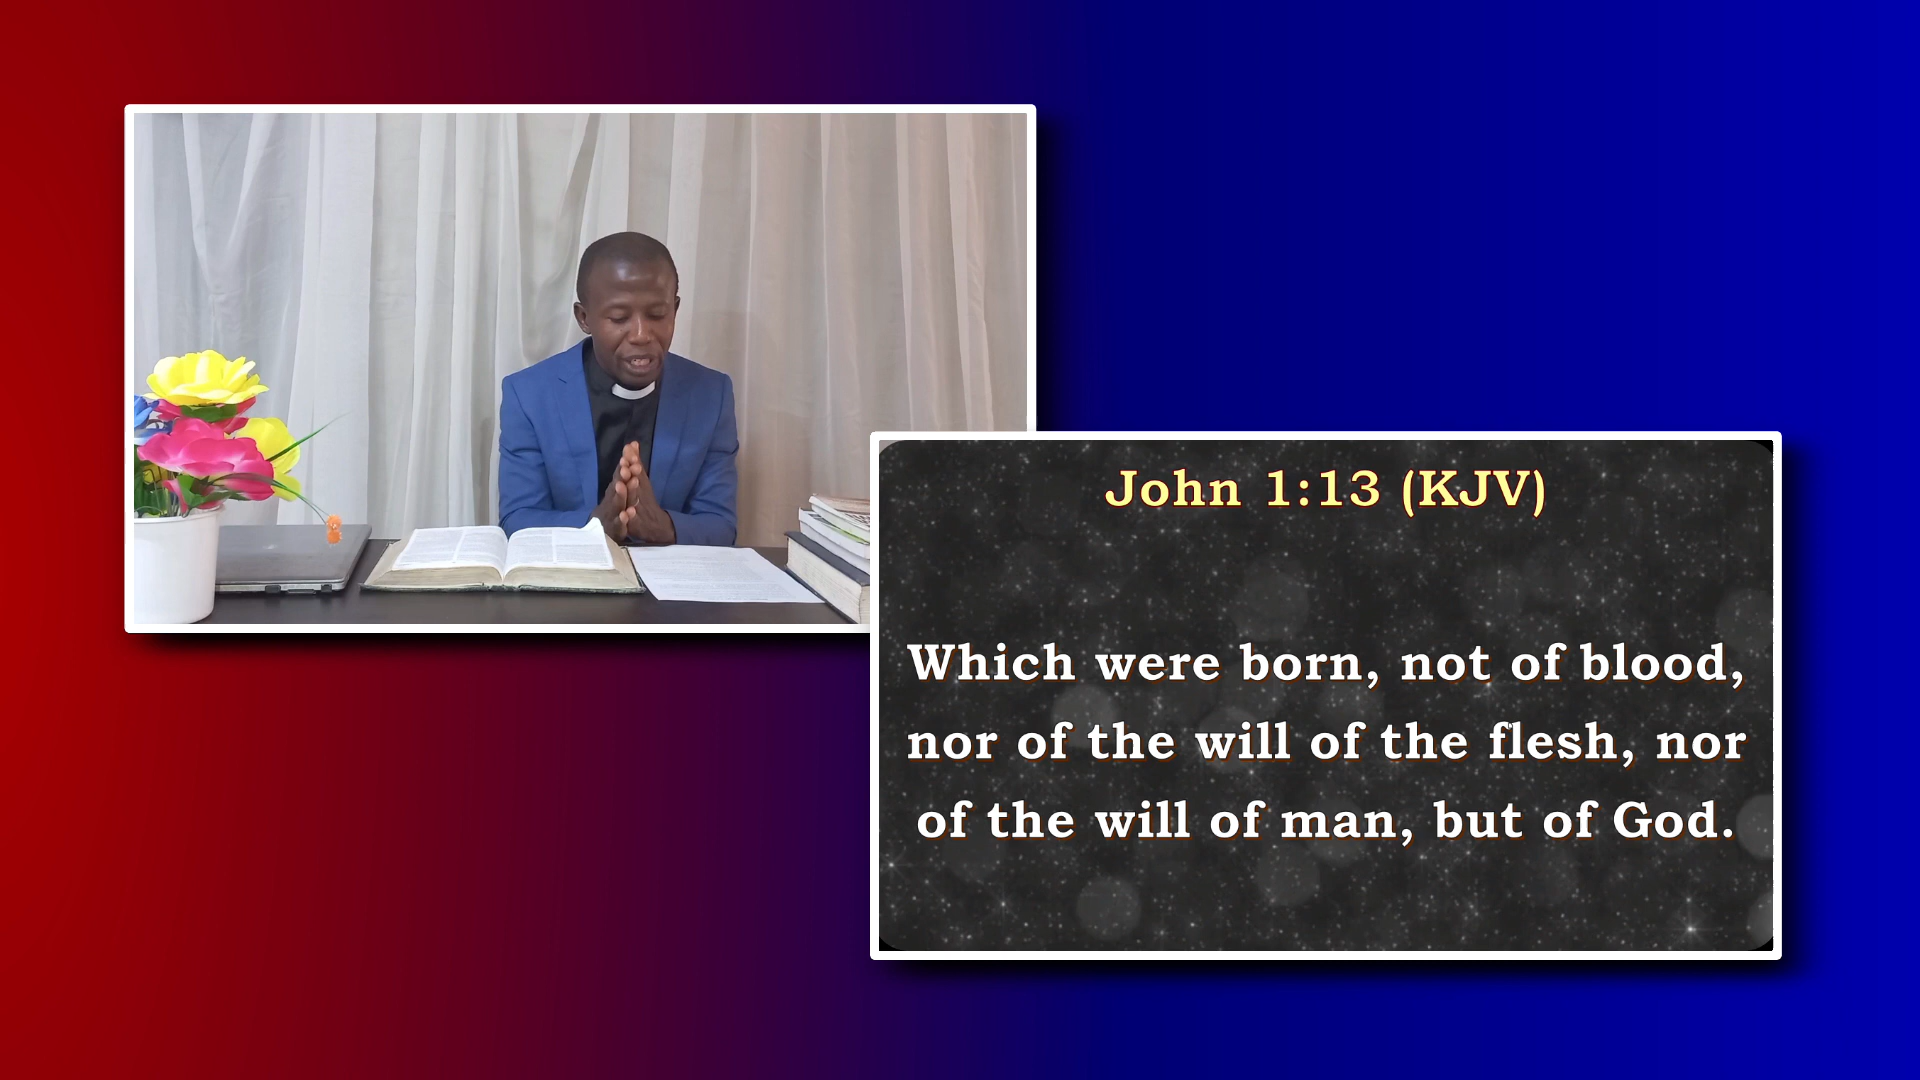 John 1:13 (KJV)
Which were born, not of blood,
nor of the will of the flesh, nor
of the will of man, but of God.